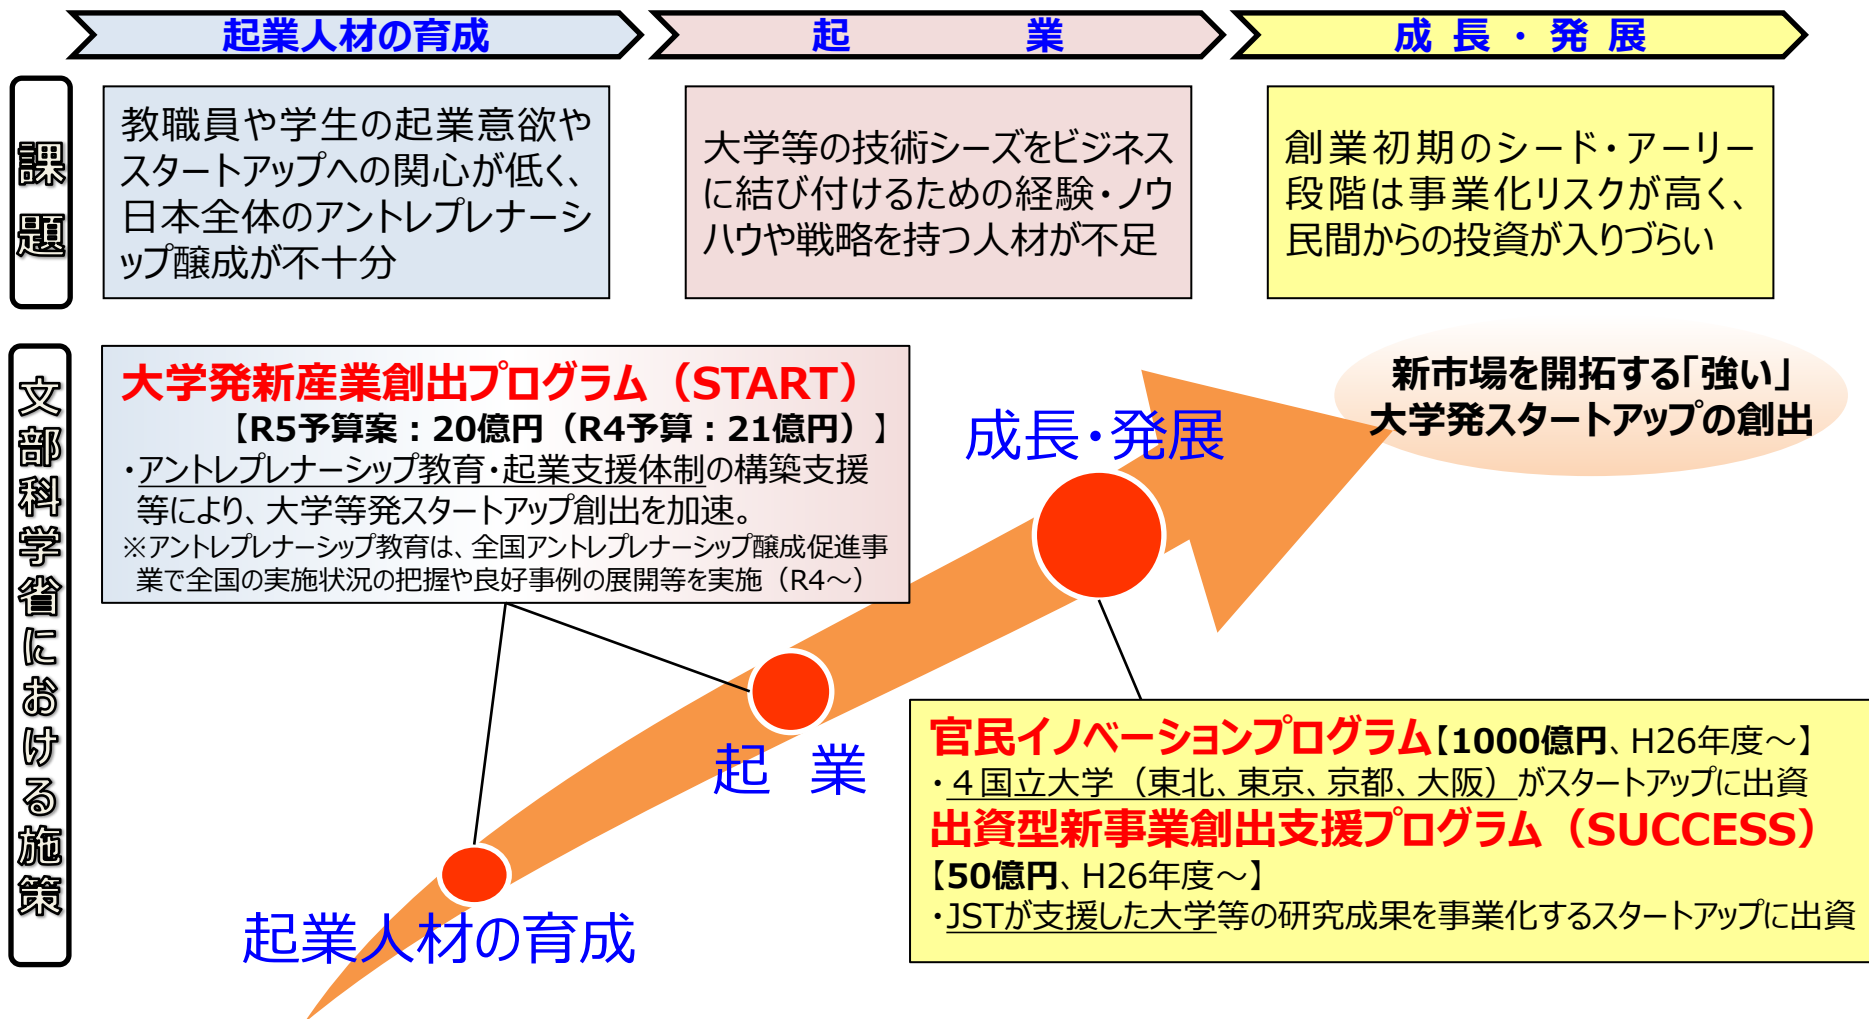 起業人材の育成
起　業
成長・発展
課題
教職員や学生の起業意欲や
スタートアップへの関心が低く、
日本全体のアントレプレナーシ
ップ醸成が不十分
大学等の技術シーズをビジネス
に結び付けるための経験・ノウ
ハウや戦略を持つ人材が不足
創業初期のシード・アーリー
段階は事業化リスクが高く、
民間からの投資が入りづらい
文部科学省における施策
大学発新産業創出プログラム（START）
【R5予算案：20億円（R4予算：21億円）】
・アントレプレナーシップ教育・起業支援体制の構築支援
等により、大学等発スタートアップ創出を加速。
※アントレプレナーシップ教育は、全国アントレプレナーシップ醸成促進事
業で全国の実施状況の把握や良好事例の展開等を実施（R4～）
成長・発展
新市場を開拓する「強い」
大学発スタートアップの創出
起　業
起業人材の育成
官民イノベーションプログラム【1000億円、H26年度～】
・４国立大学（東北、東京、京都、大阪）がスタートアップに出資
出資型新事業創出支援プログラム（SUCCESS）
【50億円、H26年度～】
・JSTが支援した大学等の研究成果を事業化するスタートアップに出資